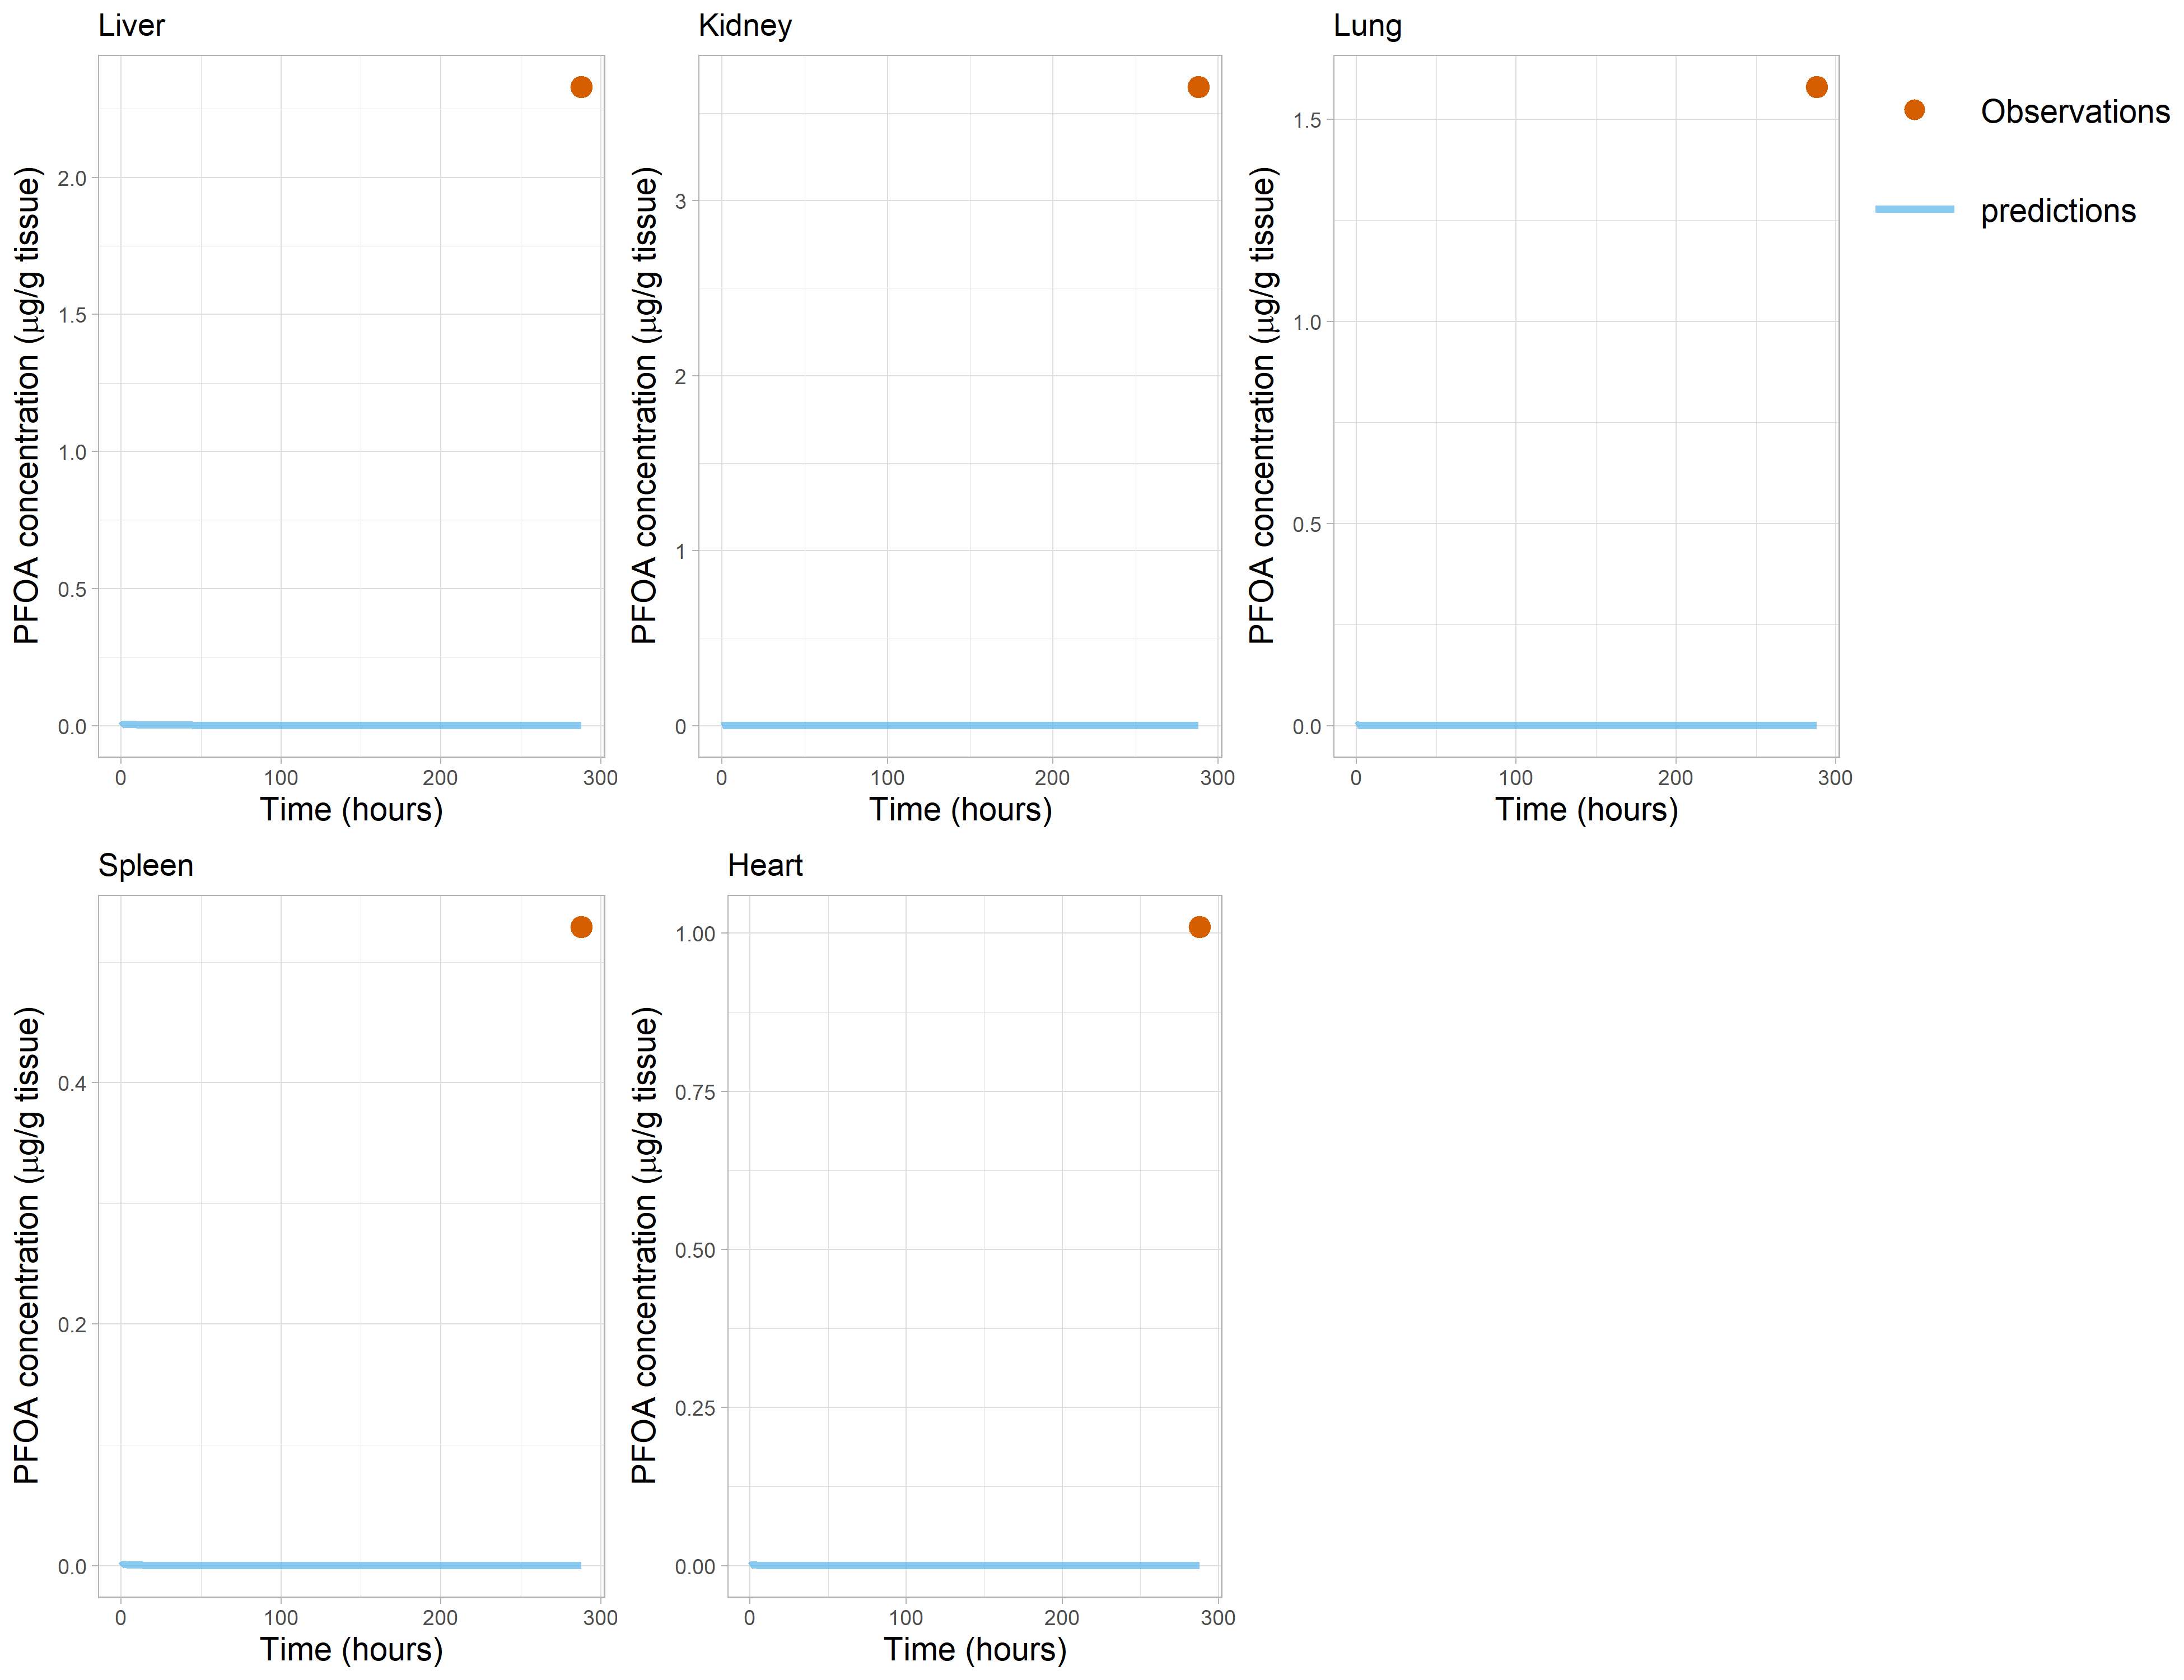 Liver
PFOA concentration (μg/g tissue)
2.0
1.5
1.0
0.5
0.0
0 100 200 300
Time (hours)
Kidney
PFOA concentration (μg/g tissue)
3
2
1
0
0 100 200 300
Time (hours)
Lung
PFOA concentration (μg/g tissue)
1.5
1.0
0.5
0.0
0 100 200 300
Time (hours)
Observations
predictions
Spleen
PFOA concentration (μg/g tissue)
0.4
0.2
0.0
0 100 200 300
Time (hours)
Heart
PFOA concentration (μg/g tissue)
1.00
0.75
0.50
0.25
0.00
0 100 200 300
Time (hours)